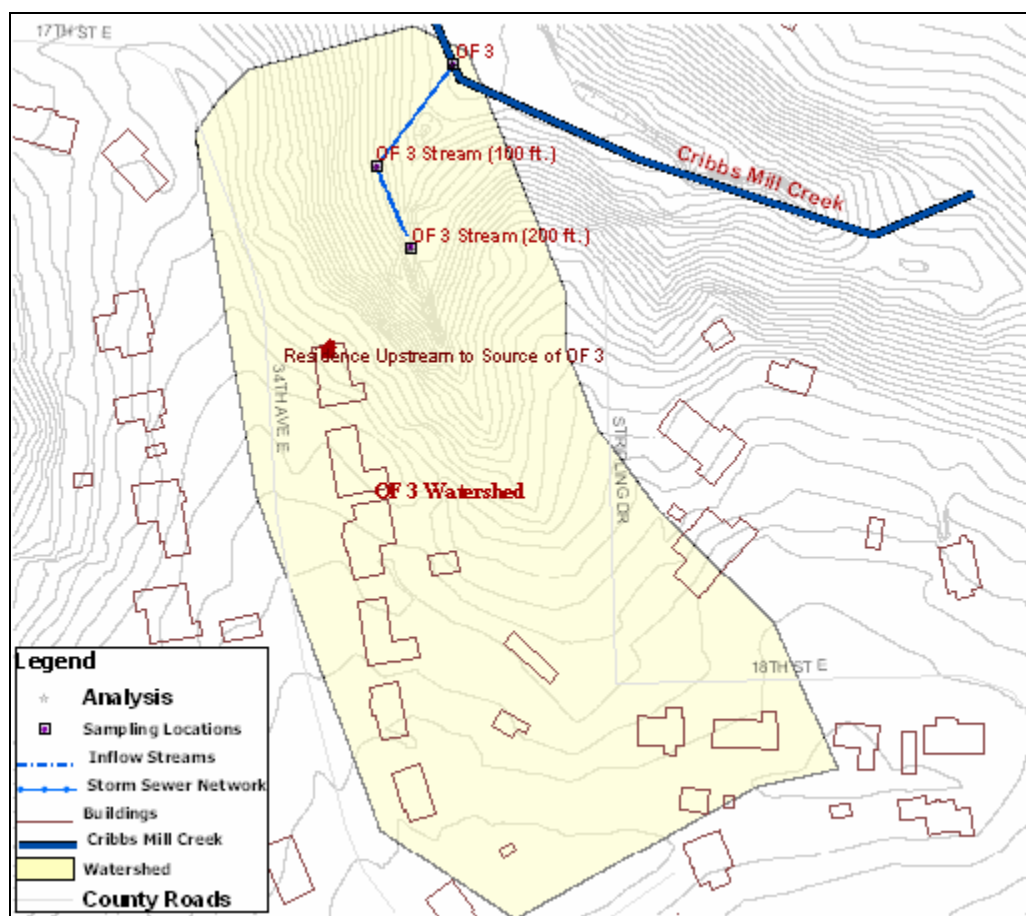 17TH ST E
OF 3
OF 3 Stream (100 ft.)
Cribbs Mill Creek
OF 3 Stream (200 ft.)
Residence Upstream to Source of OF 3
34TH AVE E
OF 3 Watershed
STRIPLING DR
18TH ST E
Legend
Analysis
Sampling Locations
Inflow Streams
Storm Sewer Network
Buildings
Cribbs Mill Creek
Watershed
County Roads